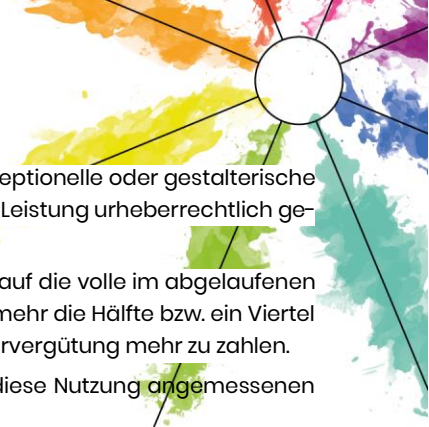 eptionelle oder gestalterische
Leistung urheberrechtlich ge-
auf die volle im abgelaufenen
mehr die Hälfte bzw. ein Viertel
rvergütung mehr zu zahlen.
diese Nutzung angemessenen